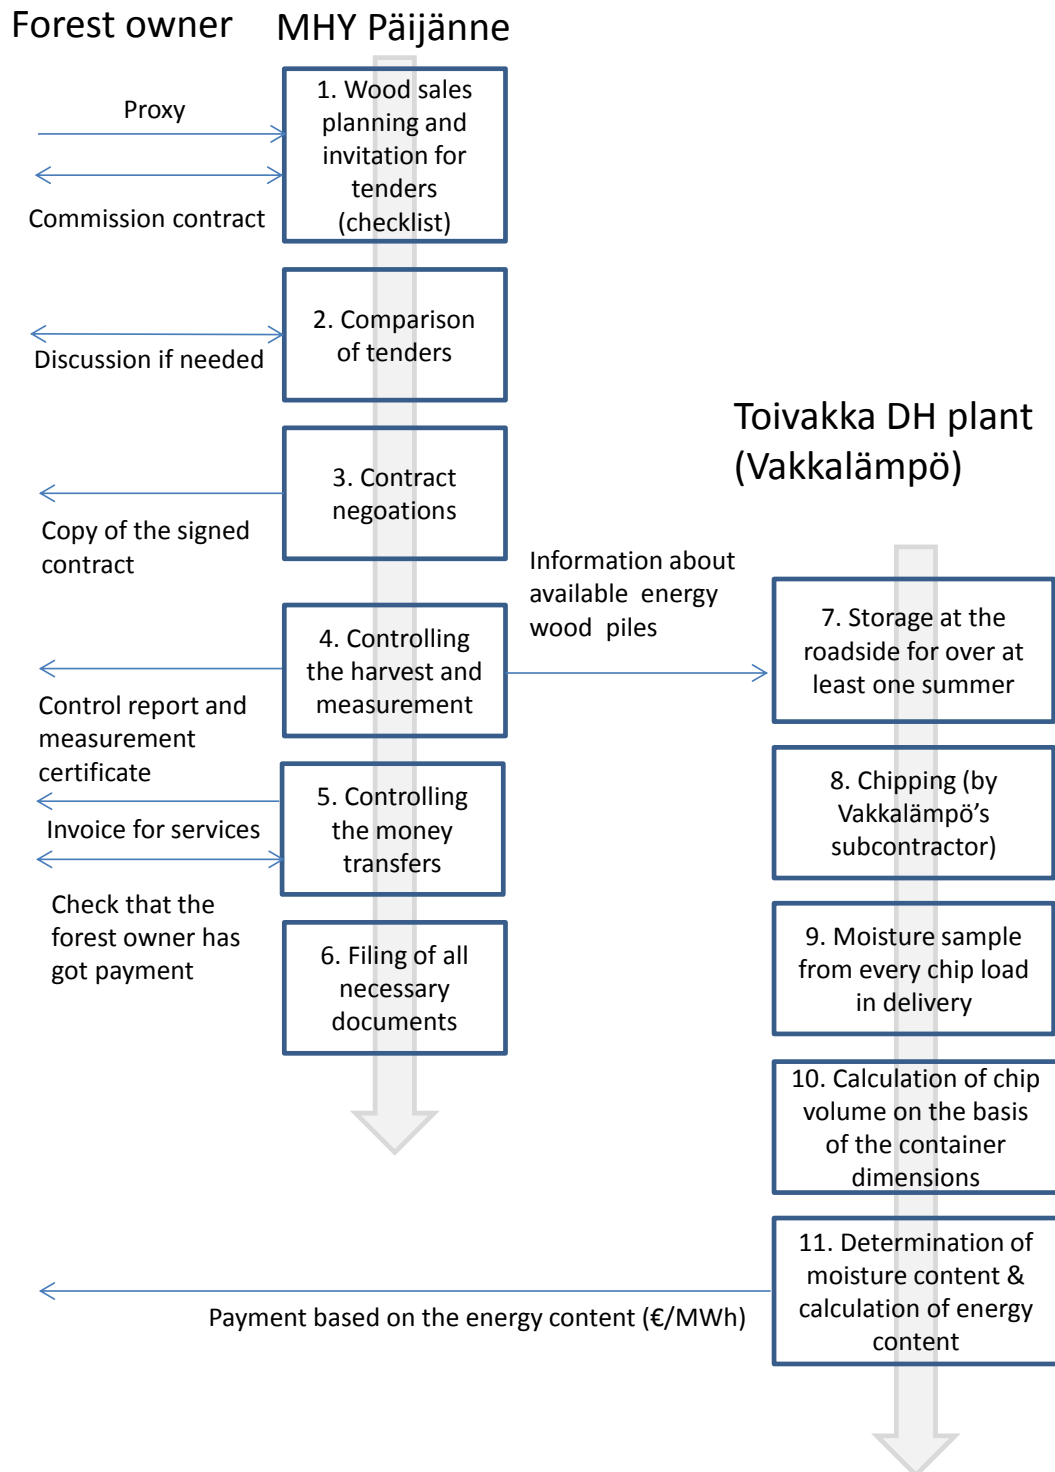 Forest owner
MHY Päijänne
1. Wood sales
planning and
invitation for
tenders
(checklist)
Proxy
Commission contract
2. Comparison
of tenders
Discussion if needed
Toivakka DH plant
(Vakkalämpö)
3. Contract
negoations
Copy of the signed
contract
Information about
available energy
wood piles
4. Controlling
the harvest and
measurement
7. Storage at the
roadside for over at
least one summer
Control report and
measurement
certificate
Invoice for services
5. Controlling
the money
transfers
8. Chipping (by
Vakkalämpö’s
subcontractor)
Check that the
forest owner has
got payment
6. Filing of all
necessary
documents
9. Moisture sample
from every chip load
in delivery
10. Calculation of chip
volume on the basis
of the container
dimensions
11. Determination of
moisture content &
calculation of energy
content
Payment based on the energy content (€/MWh)